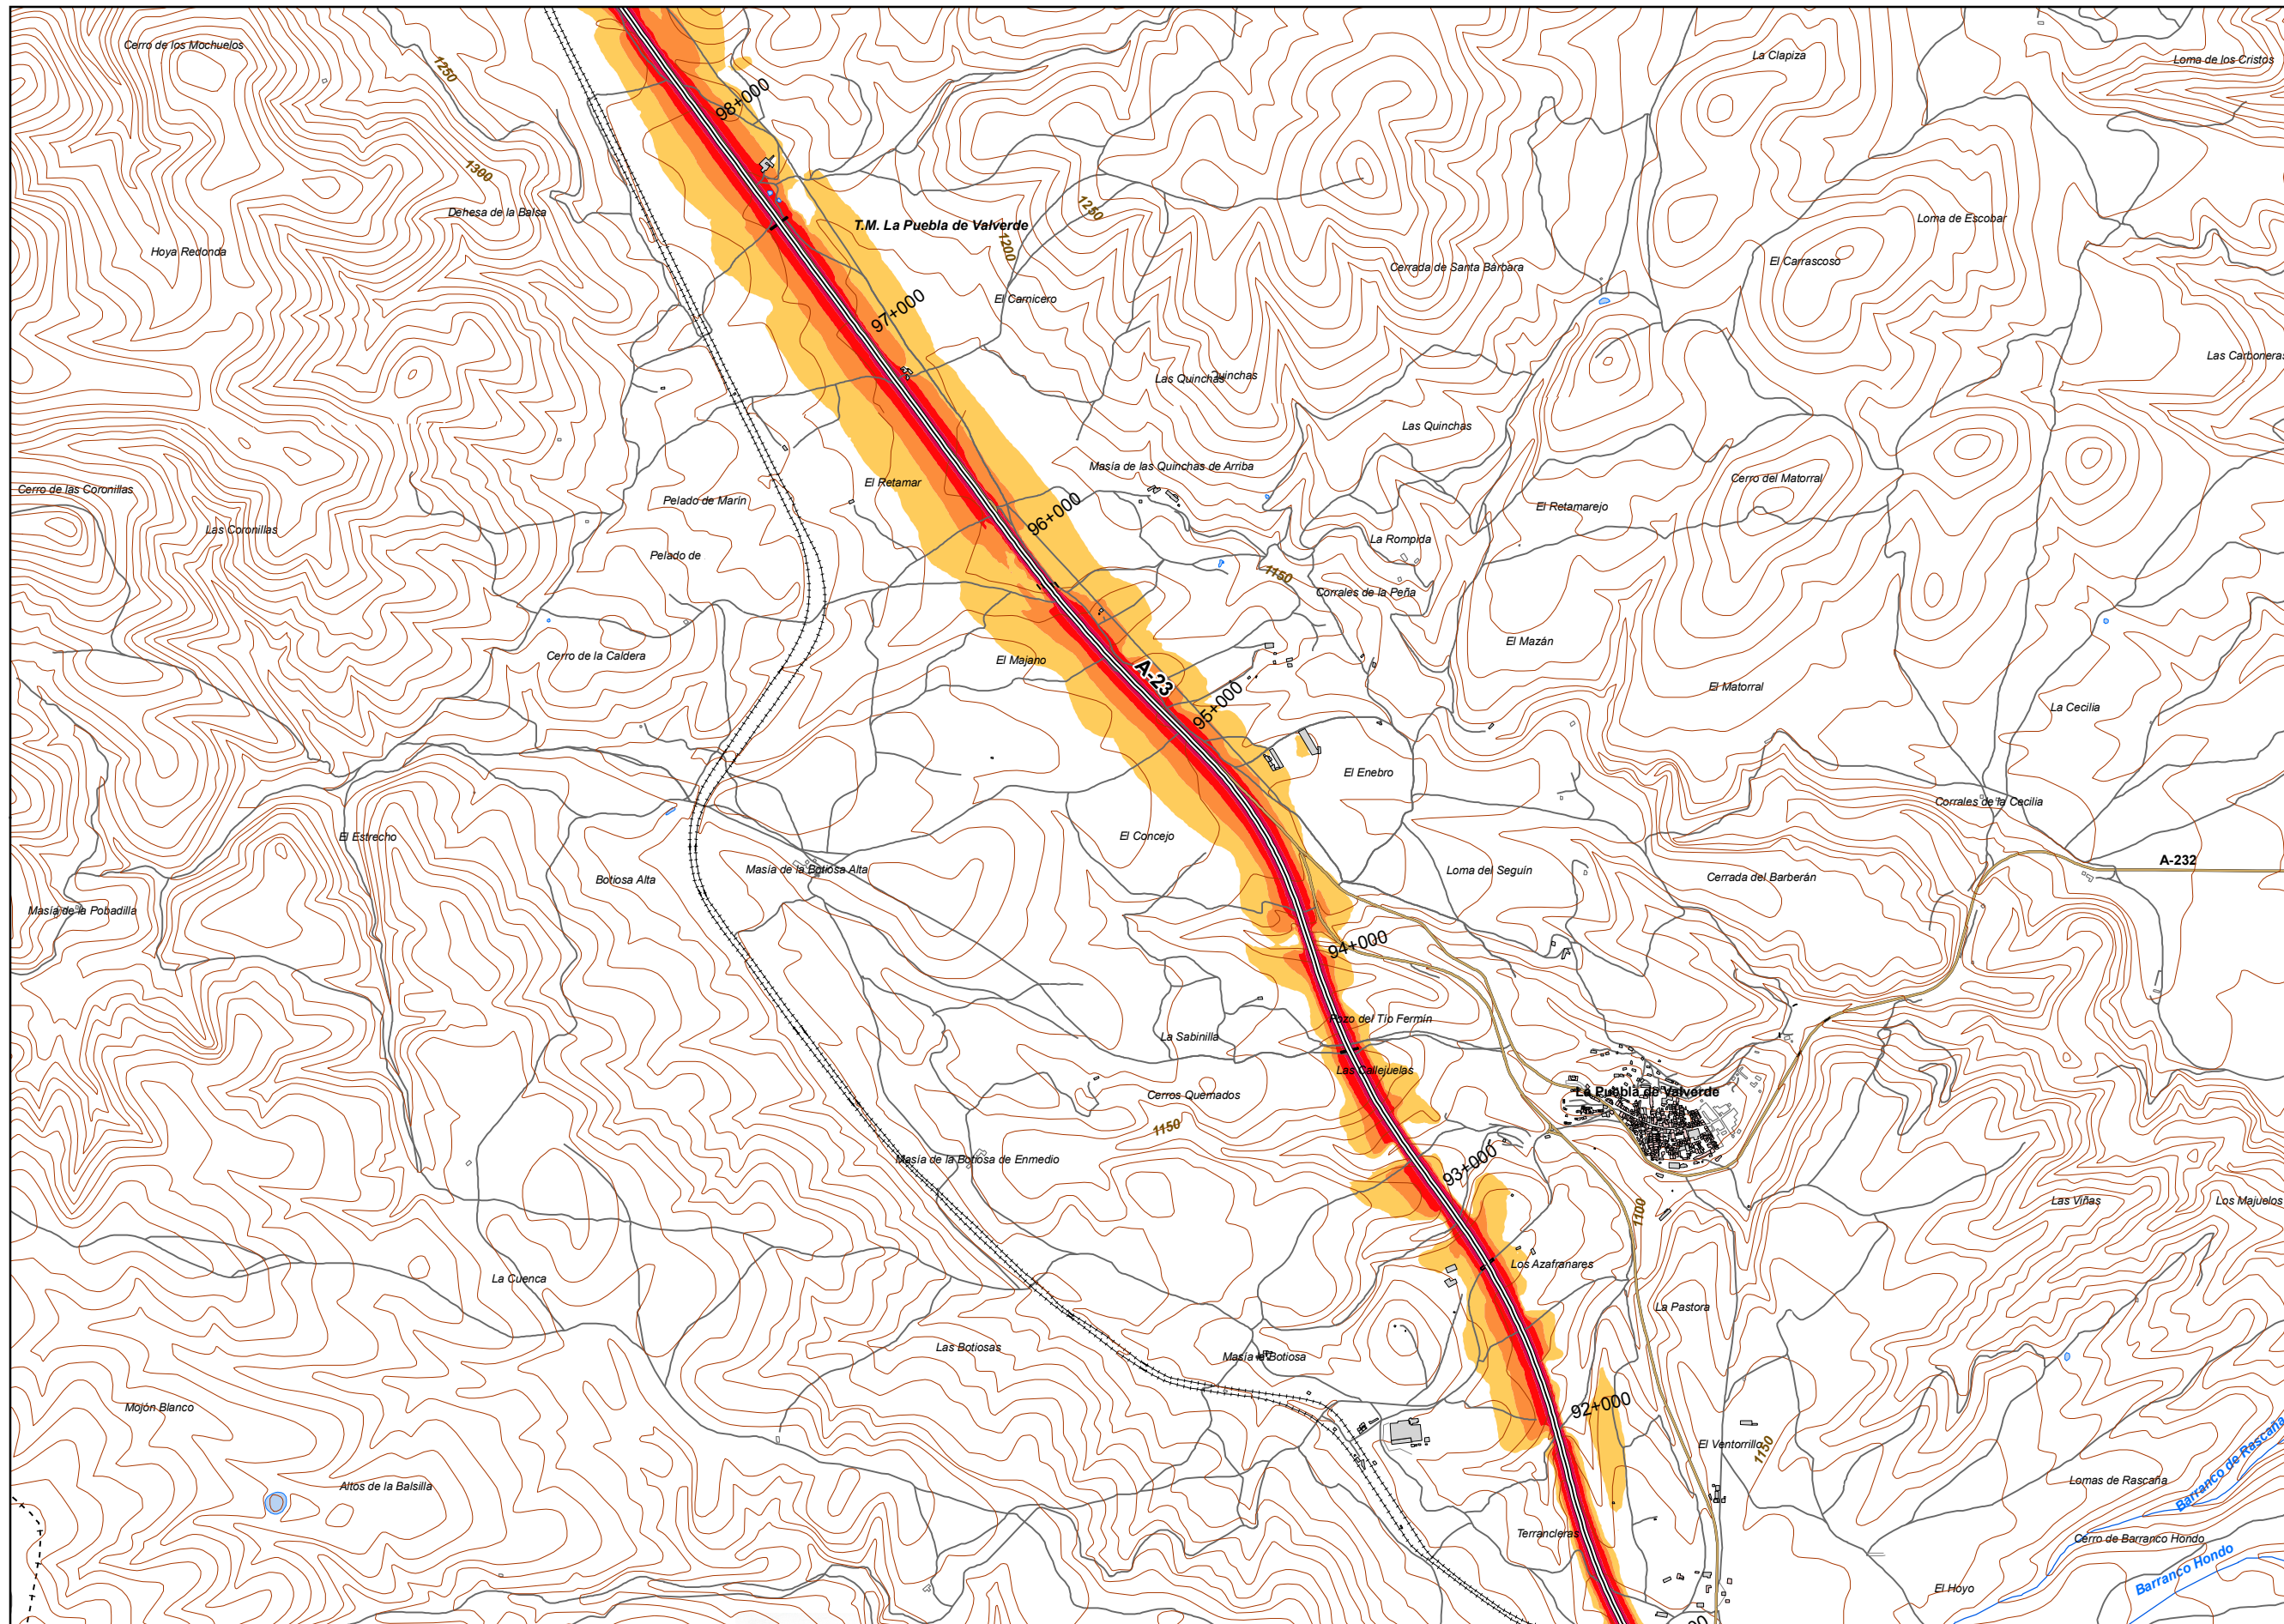 Cerro de los Mochuelos
La Clapiza
Loma de los Cristos
1250
98+000
1300
Dehesa de la Balsa
1250
T.M. La Puebla de Valverde
1200
Loma de Escobar
Hoya Redonda
El Carrascoso
Cerrada de Santa Bárbara
El Carnicero
97+000
Las Carboneras
Las Quinchas
Quinchas
Las Quinchas
Masía de las Quinchas de Arriba
Cerro del Matorral
El Retamar
Cerro de las Coronillas
Pelado de Marín
El Retamarejo
96+000
Las Coronillas
La Rompida
Pelado de
1150
Corrales de la Peña
El Mazán
Cerro de la Caldera
El Majano
A-23
El Matorral
95+000
La Cecilia
El Enebro
Corrales de la Cecilia
El Estrecho
El Concejo
A-232
Masía de la Botiosa Alta
Loma del Seguín
Cerrada del Barberán
Botiosa Alta
Masía de la Pobadilla
94+000
Pozo del Tío Fermín
La Sabinilla
Las Callejuelas
Cerros Quemados
La Puebla de Valverde
1150
Masía de la Botiosa de Enmedio
93+000
Las Viñas
Los Majuelos
1100
Los Azafranares
La Cuenca
La Pastora
Las Botiosas
Masía la Botiosa
Mojón Blanco
92+000
El Ventorrillo
1150
Barranco de Rascaña
Altos de la Balsilla
Lomas de Rascaña
Terrancleras
Cerro de Barranco Hondo
Barranco Hondo
El Hoyo